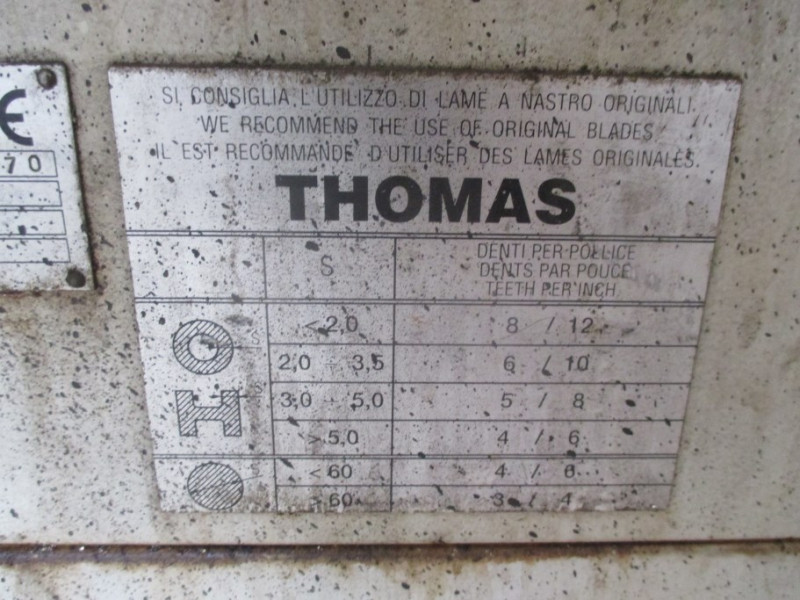 CE
70
SI CONSIGLIA L'UTILIZZO DI LAME A NASTRO ORIGINALI
WE RECOMMEND THE USE OF ORIGINAL BLADES
IL EST RECOMMANDE D'UTILISER DES LAMES ORIGINALES
THOMAS
S
DENTI PER POLLICE
DENTS PAR POUCE
TEETH PER INCH
< 2,0 8 / 12
2,0 3,5 6 / 10
3,0 5,0 5 / 8
> 5,0 4 / 6
< 60 4 / 6
> 60 3 / 4